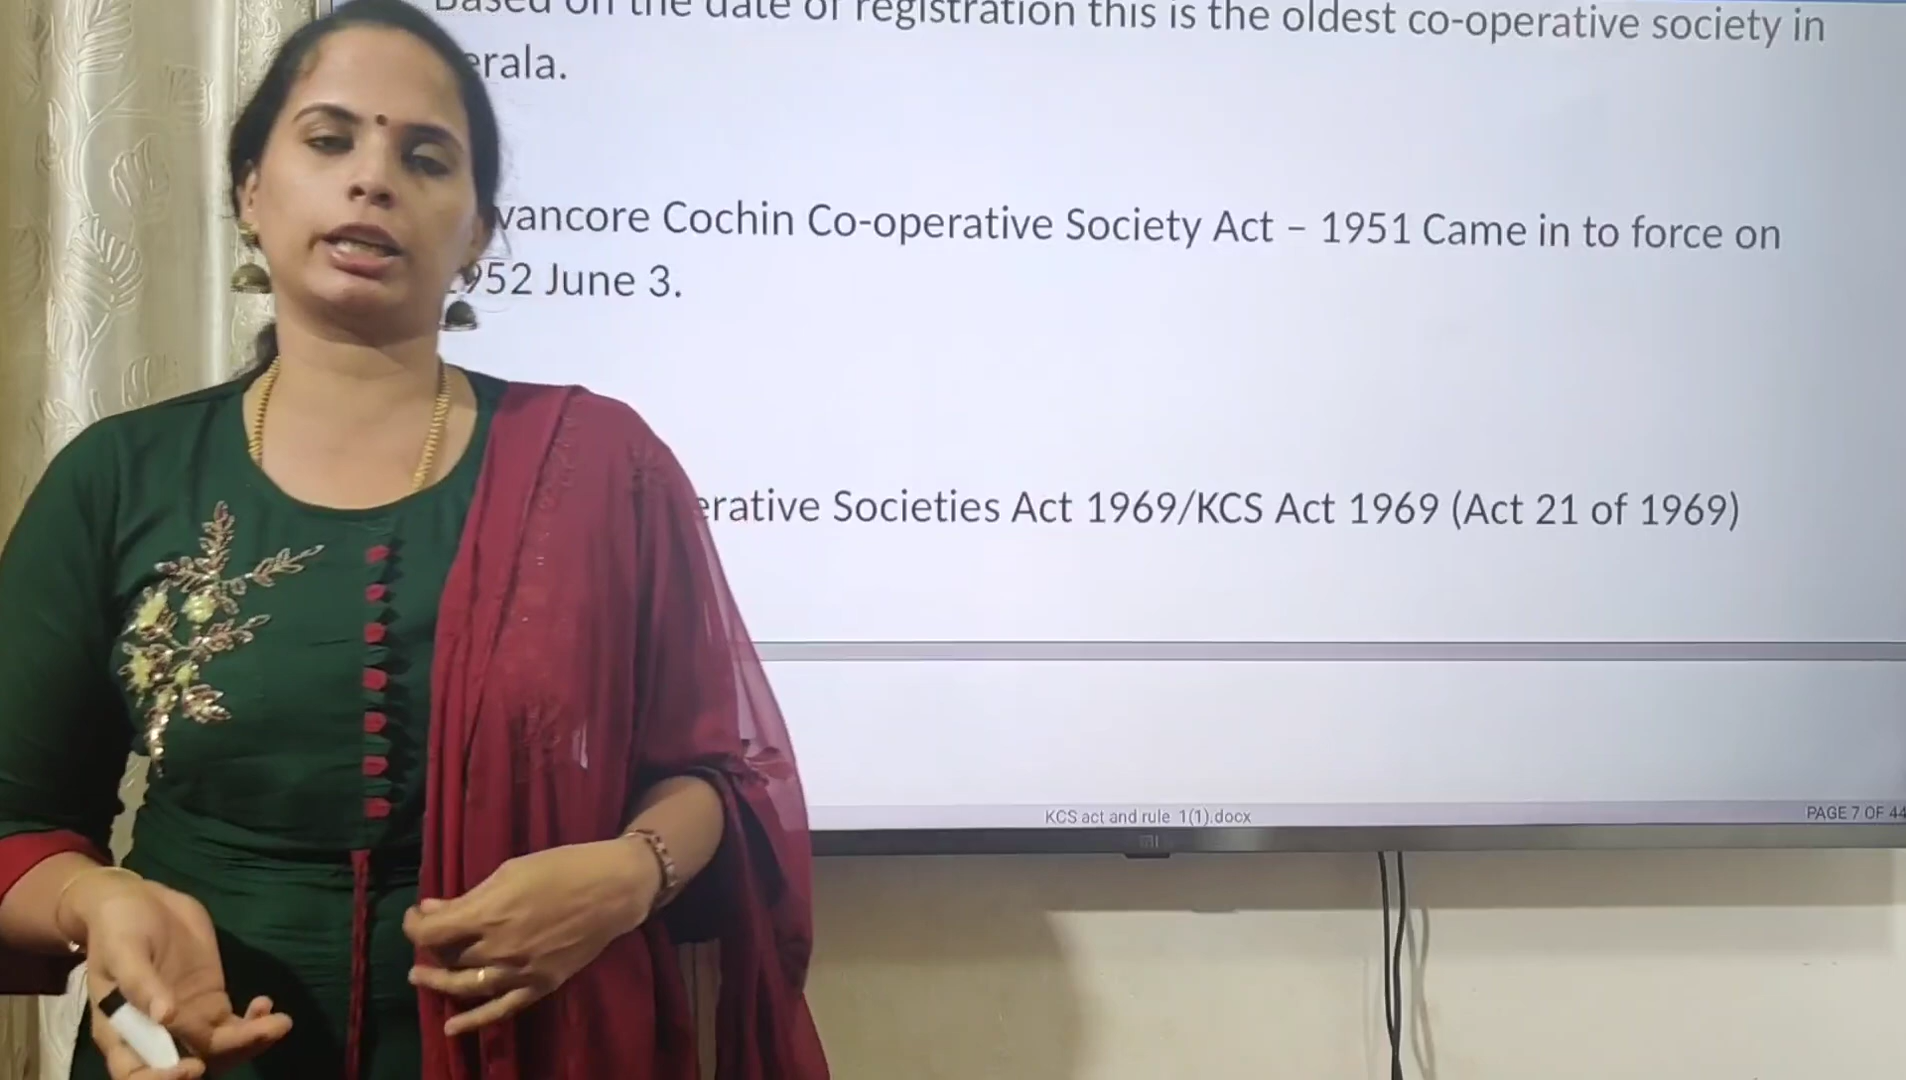 Based on the date of registration this is the oldest co-operative society in
erala.
vancore Cochin Co-operative Society Act – 1951 Came in to force on
1952 June 3.
erative Societies Act 1969/KCS Act 1969 (Act 21 of 1969)
KCS act and rule 1(1).docx
PAGE 7 OF 44
MI